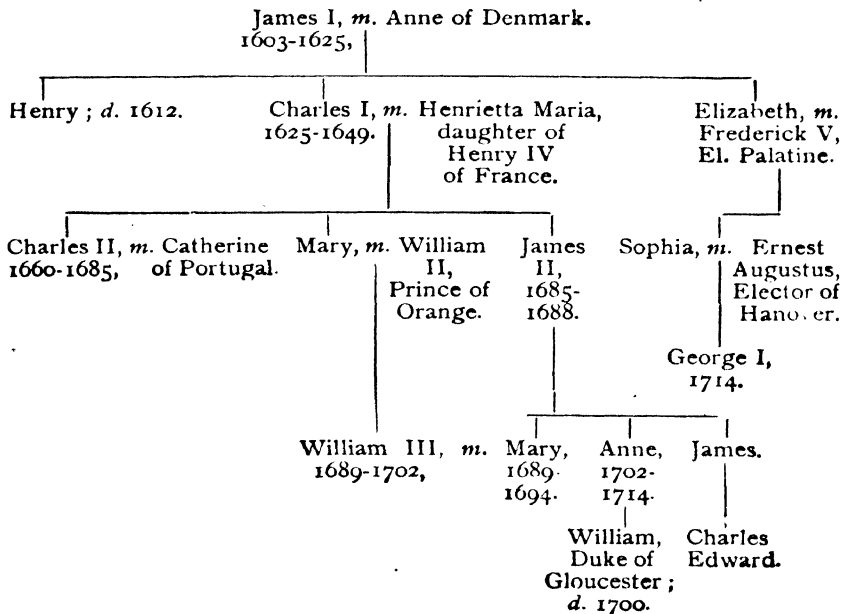 James I, m. Anne of Denmark.
1603-1625,
Henry; d. 1612.
Charles I, m. Henrietta Maria,
1625-1649. daughter of
Henry IV
of France.
Elizabeth, m.
Frederick V,
El. Palatine.
Charles II, m. Catherine
1660-1685, of Portugal.
Mary, m. William
II,
Prince of
Orange.
James
II,
1685-
1688.
Sophia, m. Ernest
Augustus,
Elector of
Hanover.
George I,
1714.
William III, m. Mary,
1689-1702, 1689-
1694.
Anne,
1702-
1714.
James.
William,
Duke of
Gloucester;
d. 1700.
Charles
Edward.